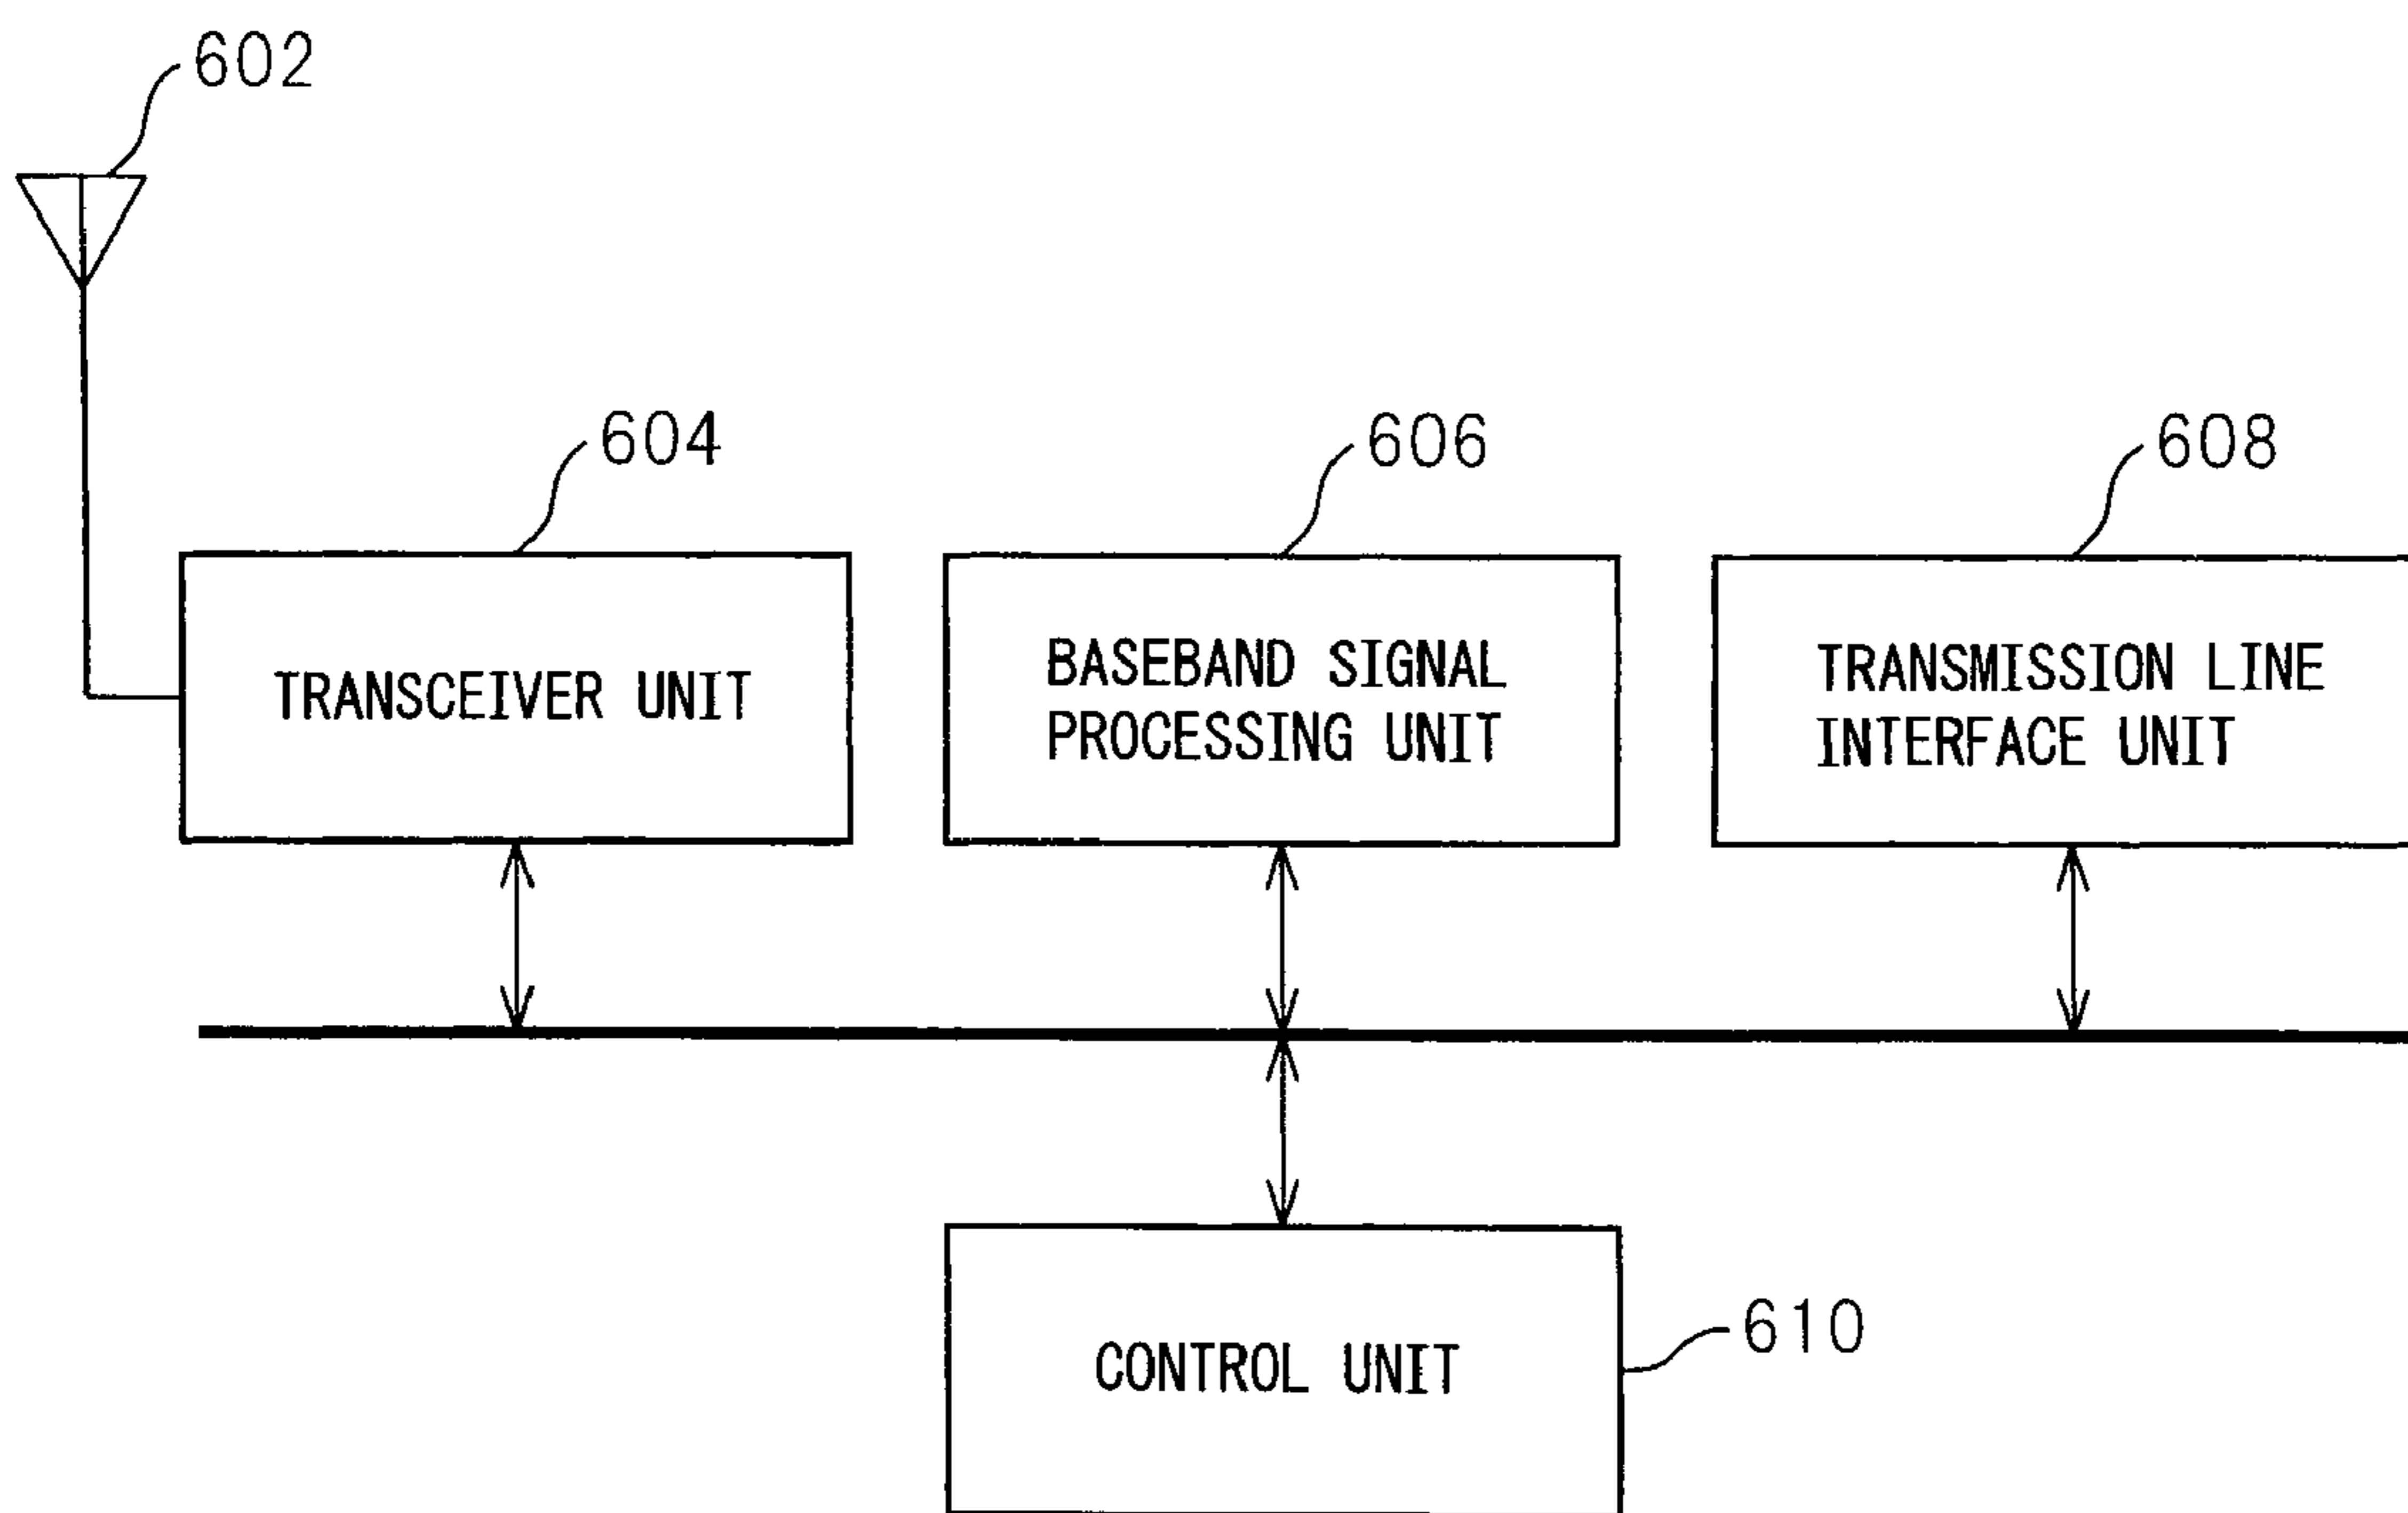 602
604
606
608
TRANSCEIVER UNIT
BASEBAND SIGNAL
PROCESSING UNIT
TRANSMISSION LINE
INTERFACE UNIT
CONTROL UNIT
610